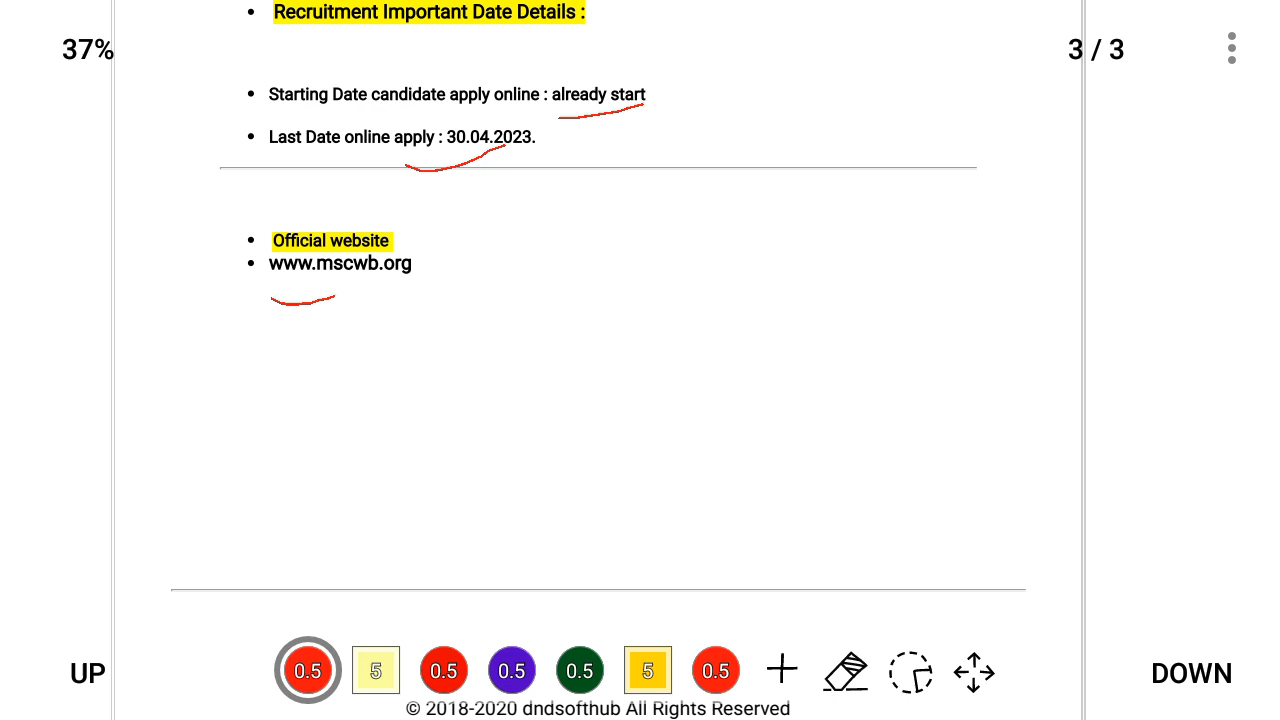 Recruitment Important Date Details :
37%
3 / 3
Starting Date candidate apply online : already start
Last Date online apply : 30.04.2023.
Official website
www.mscwb.org
UP
0.5 5 0.5 0.5 0.5 5 0.5
DOWN
© 2018-2020 dndsofthub All Rights Reserved